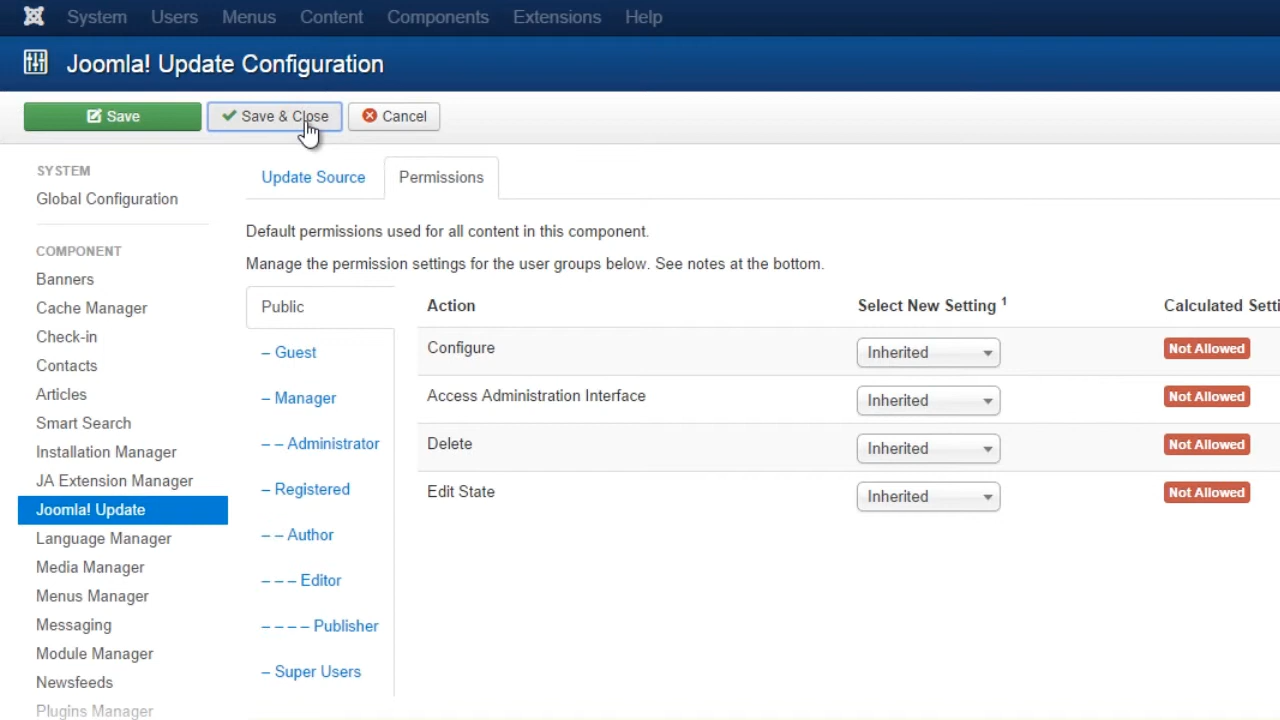 System Users Menus Content Components Extensions Help
Joomla! Update Configuration
Save Save & Close Cancel
SYSTEM
Global Configuration
COMPONENT
Banners
Cache Manager
Check-in
Contacts
Articles
Smart Search
Installation Manager
JA Extension Manager
Joomla! Update
Language Manager
Media Manager
Menus Manager
Messaging
Module Manager
Newsfeeds
Plugins Manager
Update Source Permissions
Default permissions used for all content in this component.
Manage the permission settings for the user groups below. See notes at the bottom.
Public
– Guest
– Manager
– – Administrator
– Registered
– – Author
– – – Editor
– – – – Publisher
– Super Users
Action Select New Setting 1 Calculated Setti
Configure Inherited Not Allowed
Access Administration Interface Inherited Not Allowed
Delete Inherited Not Allowed
Edit State Inherited Not Allowed